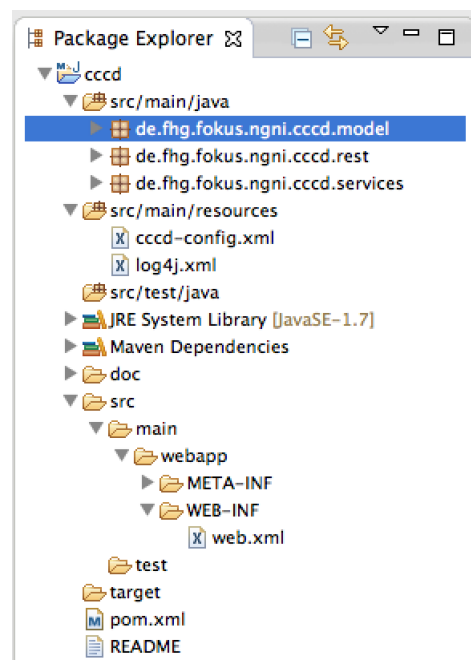 Package Explorer
cccd
src/main/java
de.fhg.fokus.ngni.cccd.model
de.fhg.fokus.ngni.cccd.rest
de.fhg.fokus.ngni.cccd.services
src/main/resources
cccd-config.xml
log4j.xml
src/test/java
JRE System Library [JavaSE-1.7]
Maven Dependencies
doc
src
main
webapp
META-INF
WEB-INF
web.xml
test
target
pom.xml
README